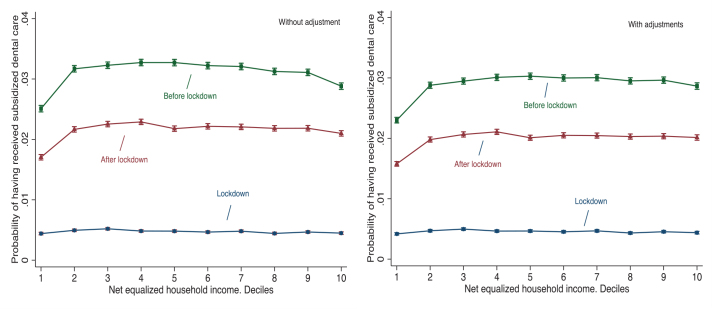 Without adjustment
Probability of having received subsidized dental care
.04
.03
.02
.01
0
Before lockdown
After lockdown
Lockdown
1 2 3 4 5 6 7 8 9 10
Net equalized household income. Deciles
With adjustments
Probability of having received subsidized dental care
.04
.03
.02
.01
0
Before lockdown
After lockdown
Lockdown
1 2 3 4 5 6 7 8 9 10
Net equalized household income. Deciles